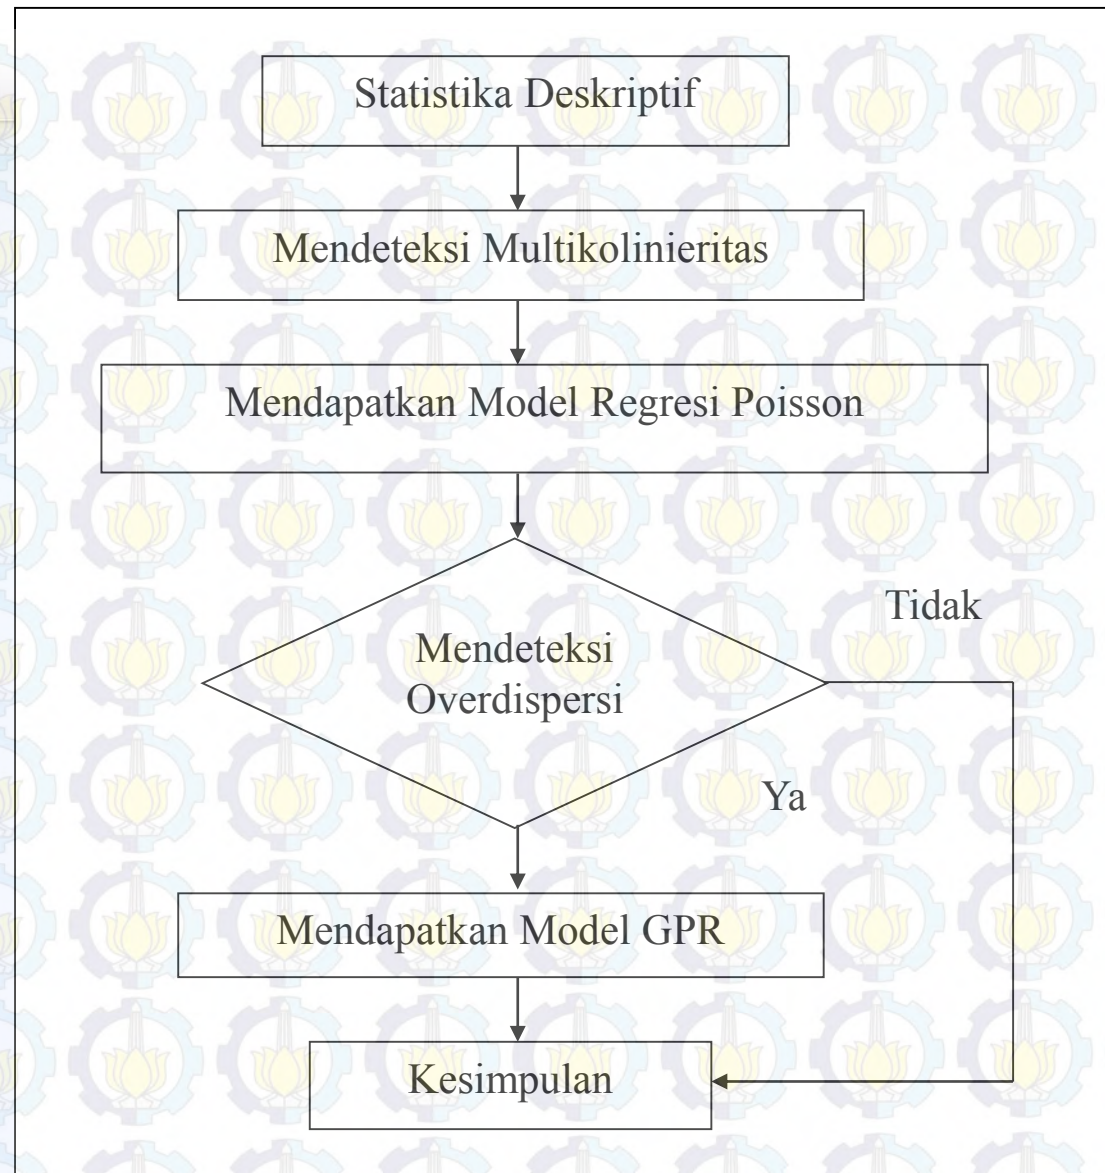 Statistika Deskriptif
Mendeteksi Multikolinieritas
Mendapatkan Model Regresi Poisson
Tidak
Mendeteksi
Overdispersi
Ya
Mendapatkan Model GPR
Kesimpulan